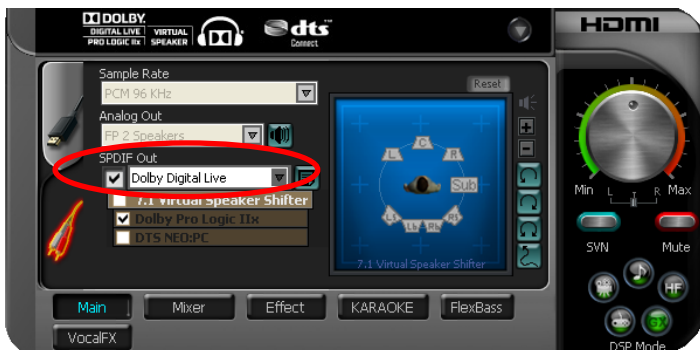 DOLBY.
DIGITAL LIVE
PRO LOGIC IIx
VIRTUAL
SPEAKER
dts
Connect
HDMI
Sample Rate
PCM 96 KHz
Analog Out
FP 2 Speakers
SPDIF Out
Dolby Digital Live
7.1 Virtual Speaker Shifter
Dolby Pro Logic IIx
DTS NEO:PC
Reset
L
C
R
Sub
L1
Lb
Rb
R1
7.1 Virtual Speaker Shifter
Min
L
R
Max
SVN
Mute
HF
GX
DSP Mode
Main
Mixer
Effect
KARAOKE
FlexBass
VocalFX